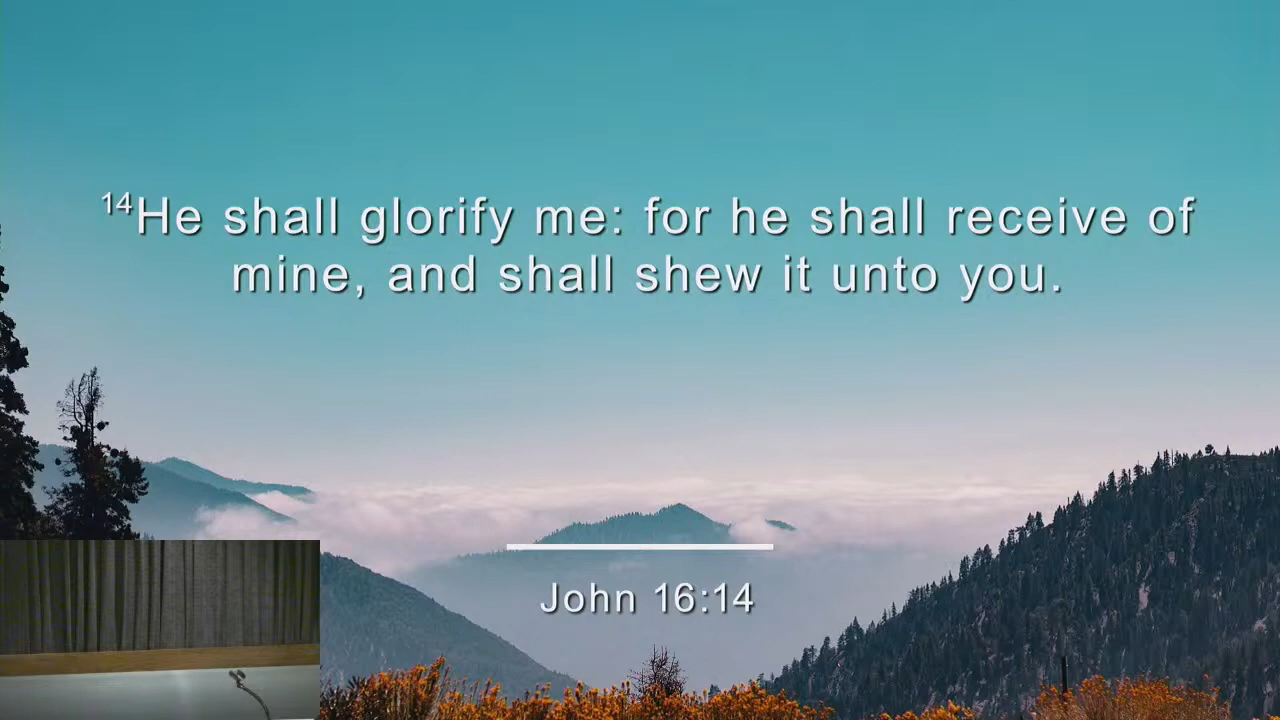 14He shall glorify me: for he shall receive of
mine, and shall shew it unto you.
John 16:14